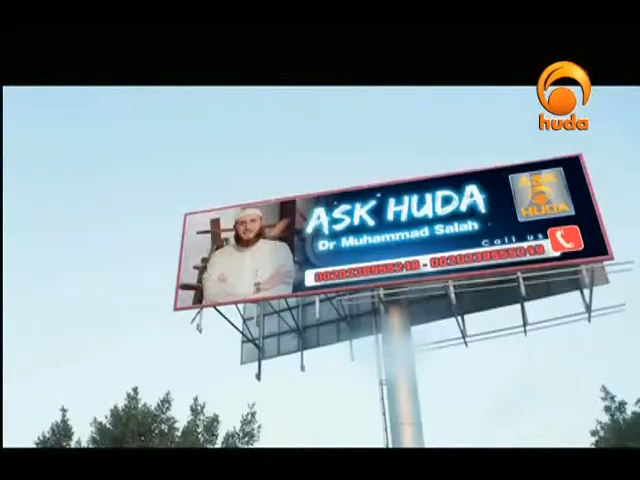 huda
ASK HUDA
ASK
HUDA
Dr Muhammad Salah
Call us